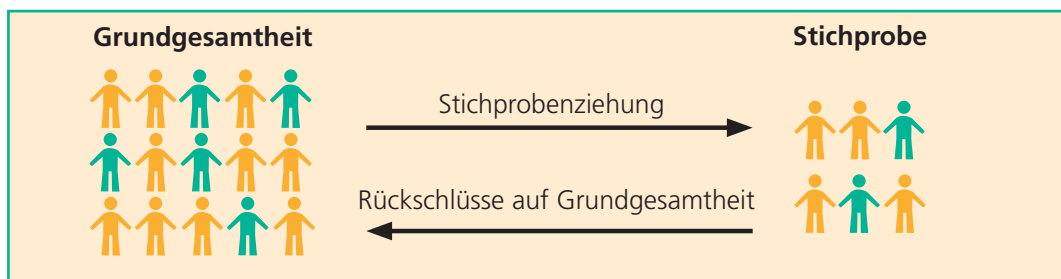 Grundgesamtheit
Stichprobe
Stichprobenziehung
Rückschlüsse auf Grundgesamtheit